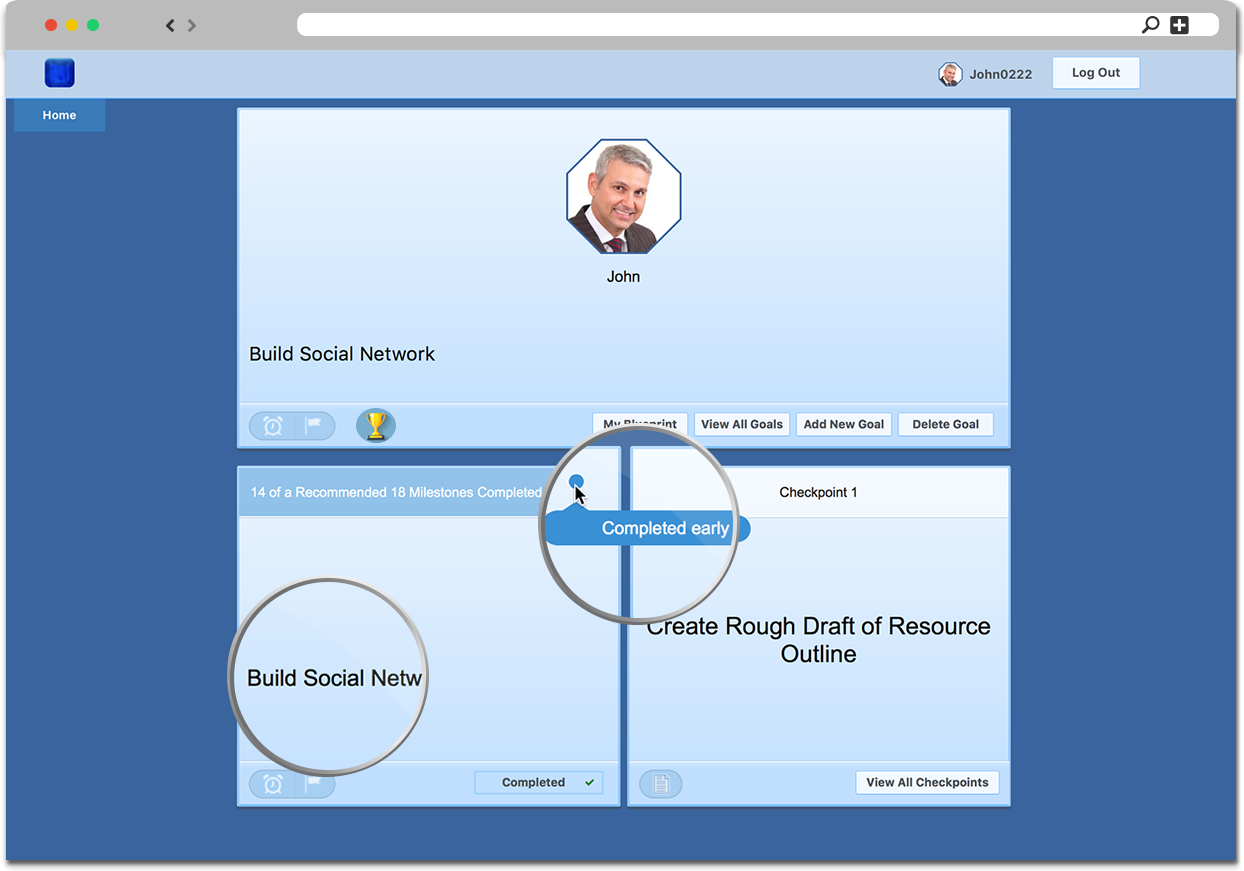 John0222
Log Out
Home
John
Build Social Network
My Blueprint
View All Goals
Add New Goal
Delete Goal
14 of a Recommended 18 Milestones Completed
Checkpoint 1
Completed early
Create Rough Draft of Resource
Outline
Build Social Netw
Completed
View All Checkpoints